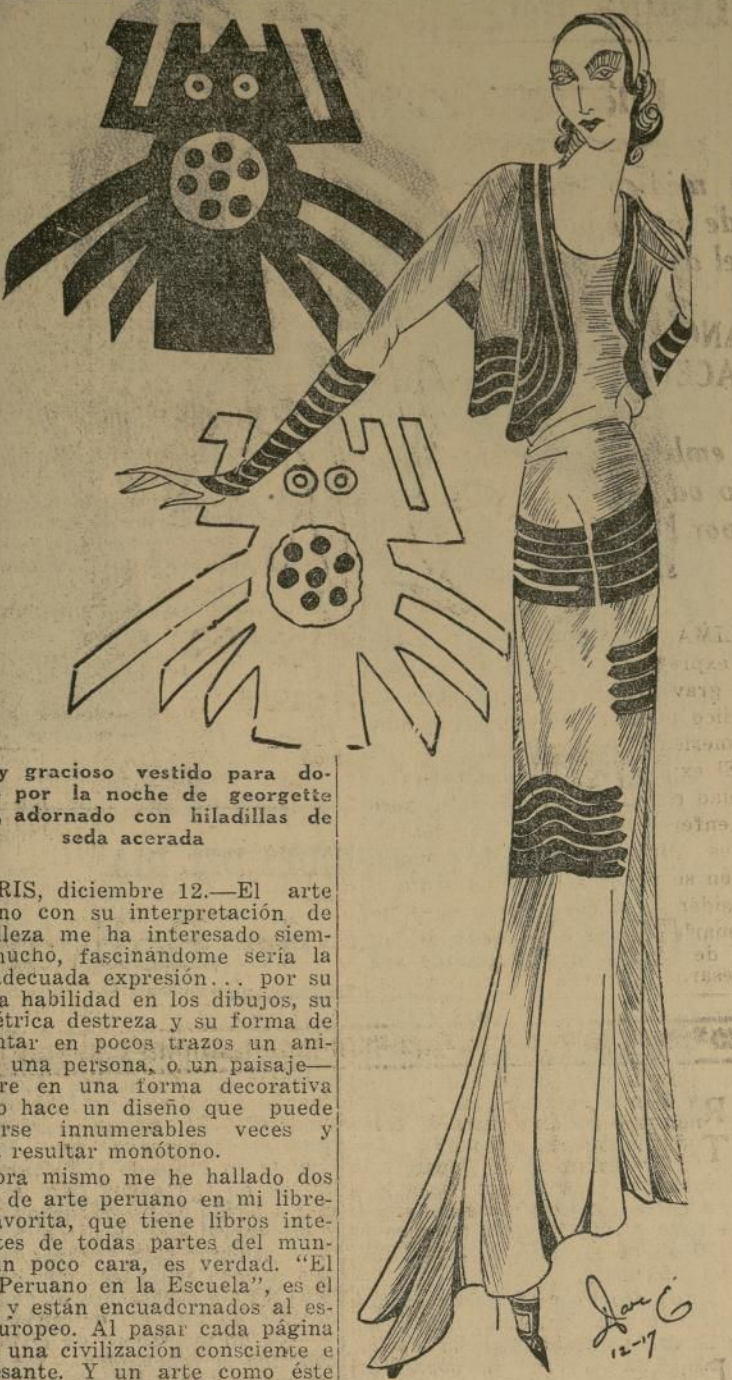 y gracioso vestido para do-
por la noche de georgette
, adornado con hiladillas de
seda acerada
RIS, diciembre 12.—El arte
no con su interpretación de
lleza me ha interesado siem-
nucho, fascinándome sería la
decuada expresión... por su
a habilidad en los dibujos, su
étrica destreza y su forma de
ntar en pocos trazos un ani-
una persona, o un paisaje—
re en una forma decorativa
o hace un diseño que puede
rse innumerables veces y
resultar monótono.
ora mismo me he hallado dos
de arte peruano en mi libre-
avorita, que tiene libros inte-
tes de todas partes del mun-
n poco cara, es verdad. "El
Peruano en la Escuela", es el
y están encuadernados al es-
uropeo. Al pasar cada página
una civilización consciente e
sante. Y un arte como éste
12-17